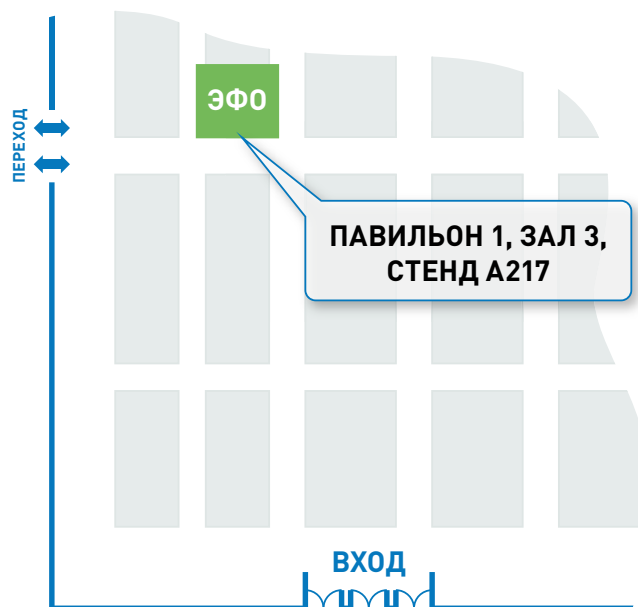 ЭФО
ПЕРЕХОД
ПАВИЛЬОН 1, ЗАЛ 3,
СТЕНД А217
ВХОД